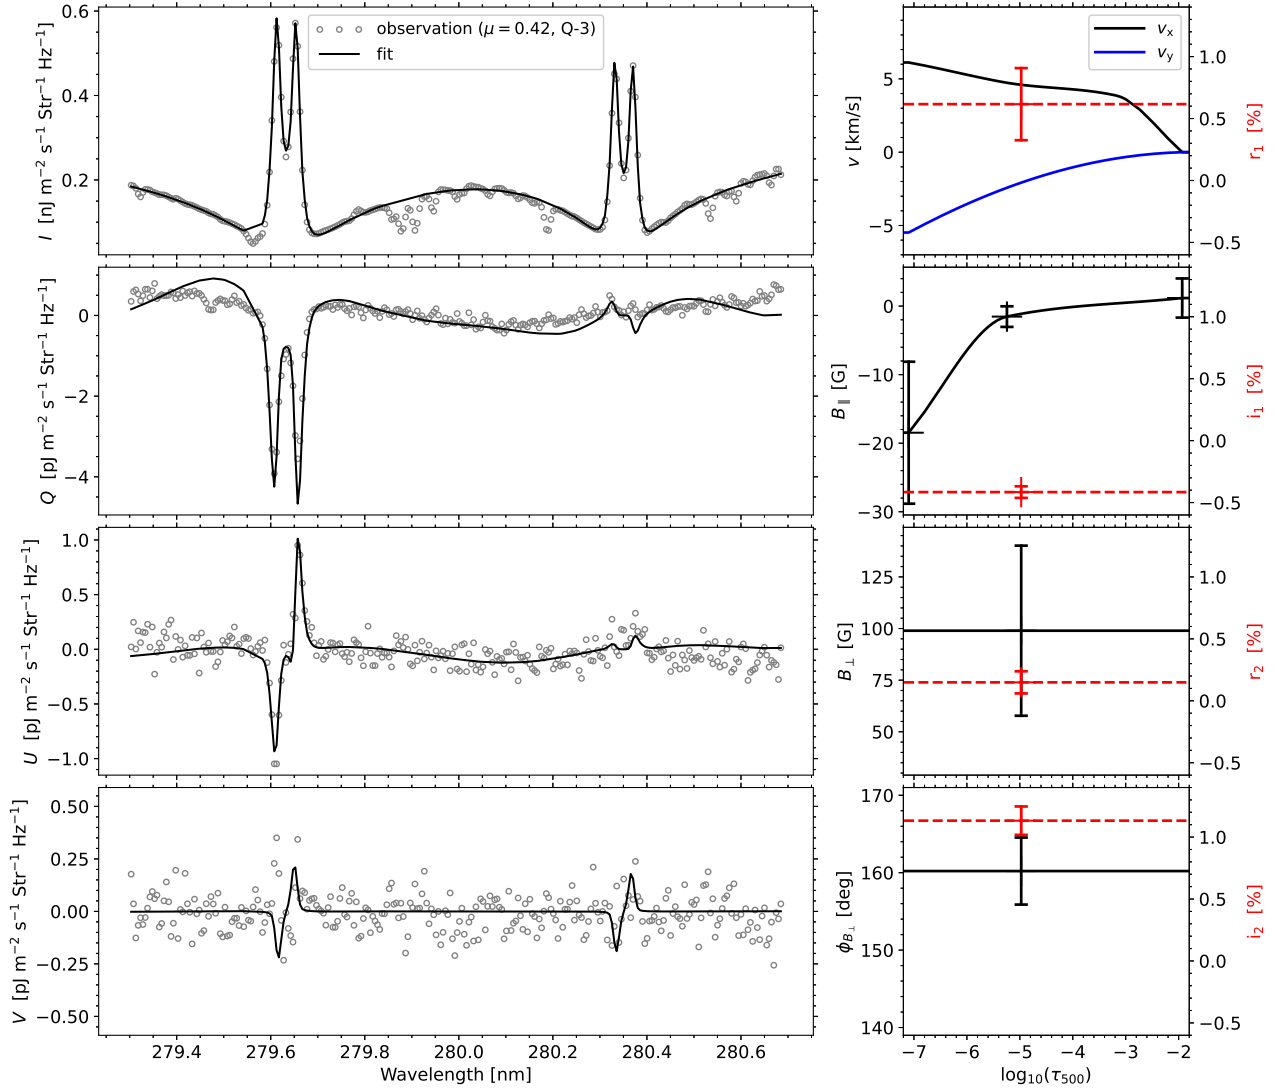 0.6
0.4
0.2
I [nJ m−2 s−1 Str−1 Hz−1]
observation (μ = 0.42, Q-3)
fit
5
0
−5
v [km/s]
vx
vy
1.0
0.5
0.0
−0.5
r1 [%]
0
−2
−4
Q [pJ m−2 s−1 Str−1 Hz−1]
0
−10
−20
−30
B∥ [G]
1.0
0.5
0.0
−0.5
i1 [%]
1.0
0.5
0.0
−0.5
−1.0
U [pJ m−2 s−1 Str−1 Hz−1]
125
100
75
50
B⊥ [G]
1.0
0.5
0.0
−0.5
r2 [%]
0.50
0.25
0.00
−0.25
−0.50
V [pJ m−2 s−1 Str−1 Hz−1]
279.4 279.6 279.8 280.0 280.2 280.4 280.6
Wavelength [nm]
170
160
150
140
ϕB⊥ [deg]
1.0
0.5
0.0
−0.5
i2 [%]
−7 −6 −5 −4 −3 −2
log10(τ500)